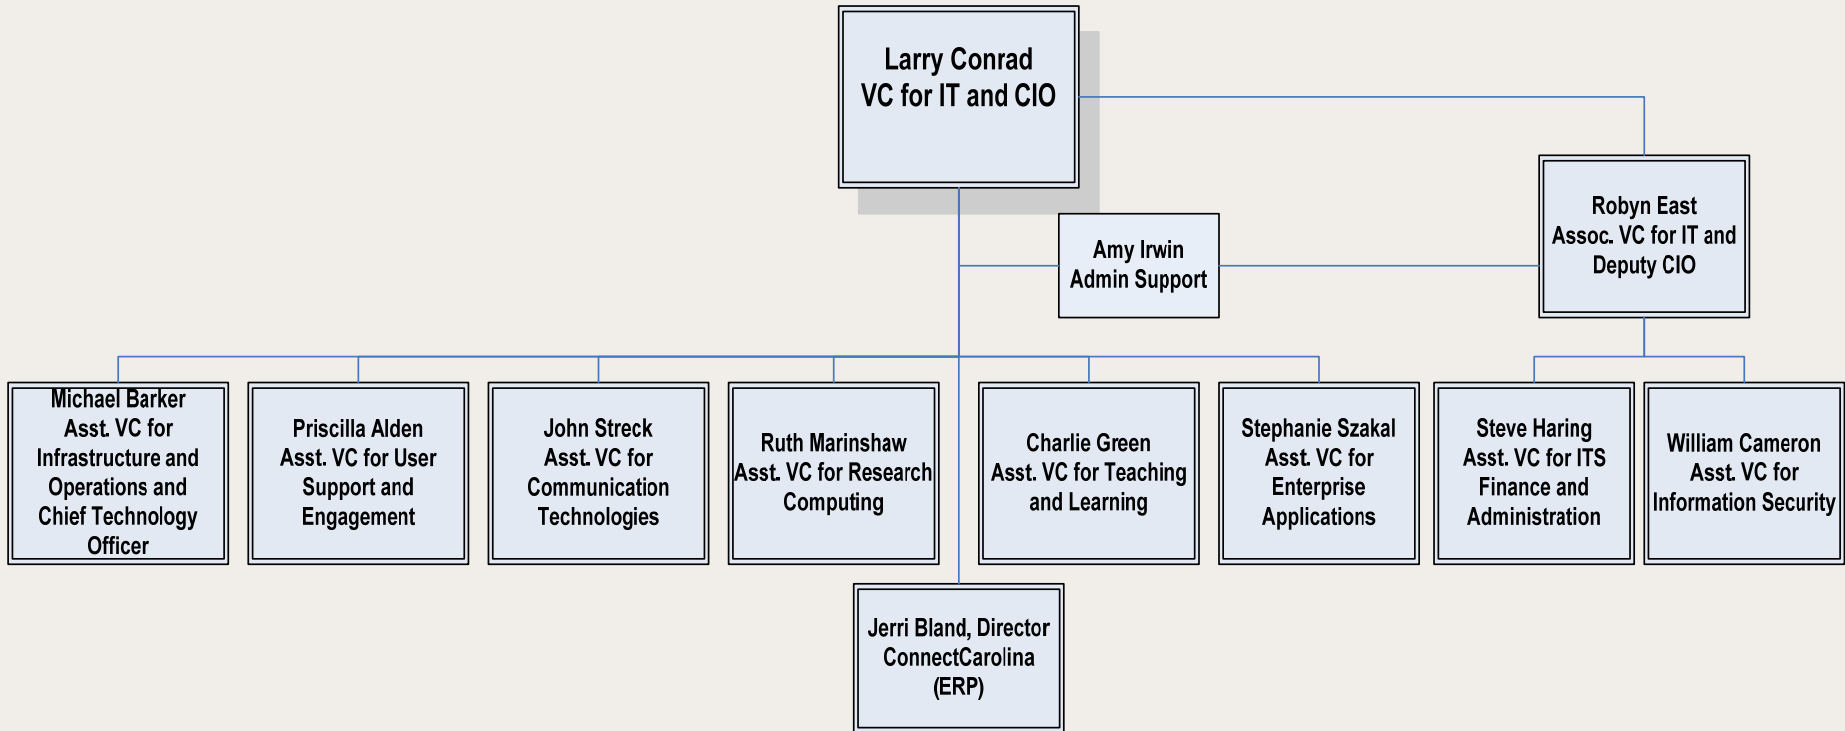 Larry Conrad
VC for IT and CIO
Robyn East
Assoc. VC for IT and
Deputy CIO
Amy Irwin
Admin Support
Michael Barker
Asst. VC for
Infrastructure and
Operations and
Chief Technology
Officer
Priscilla Alden
Asst. VC for User
Support and
Engagement
John Streck
Asst. VC for
Communication
Technologies
Ruth Marinshaw
Asst. VC for Research
Computing
Charlie Green
Asst. VC for Teaching
and Learning
Stephanie Szakal
Asst. VC for
Enterprise
Applications
Steve Haring
Asst. VC for ITS
Finance and
Administration
William Cameron
Asst. VC for
Information Security
Jerri Bland, Director
ConnectCarolina
(ERP)